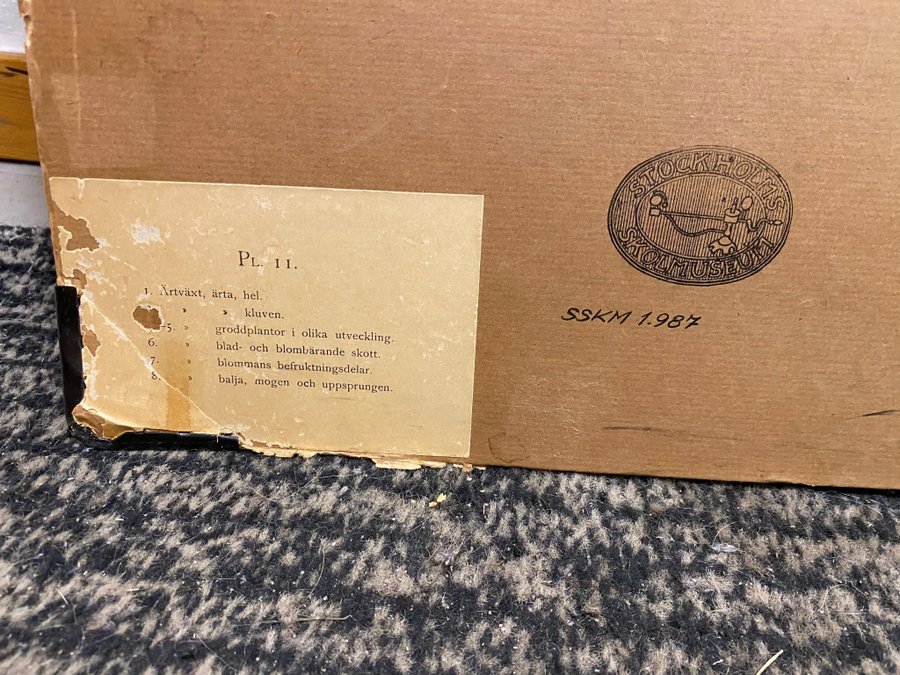 Pl. 11.
1. Ärtväxt, ärta, hel.
» » kluven.
-5. » groddplantor i olika utveckling.
6. » blad- och blombärande skott.
7. » blommans befruktningsdelar.
8. » balja, mogen och uppsprungen.
STOCKHOLMS
SKOLMUSEUM
SSKM 1.987